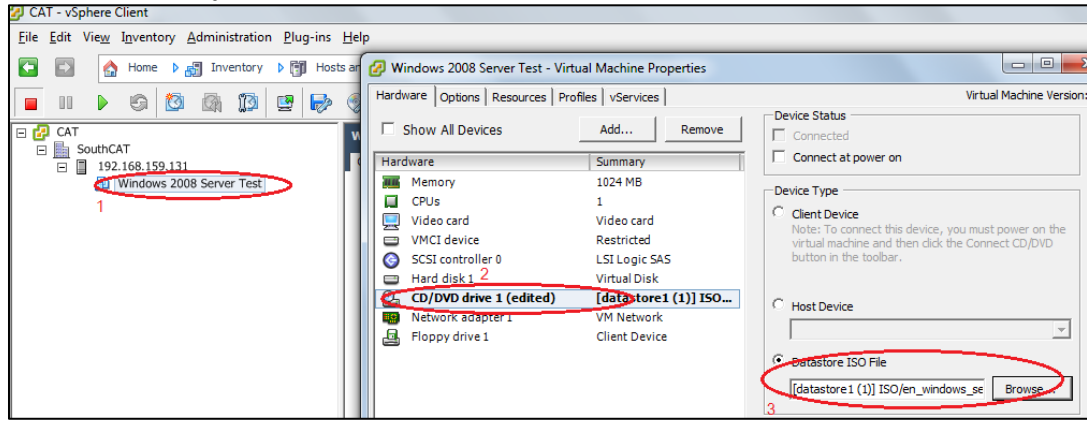 CAT - vSphere Client
File Edit View Inventory Administration Plug-ins Help
Home Inventory Hosts an
CAT
SouthCAT
192.168.159.131
Windows 2008 Server Test
1
Windows 2008 Server Test - Virtual Machine Properties
Hardware Options Resources Profiles vServices
Virtual Machine Version:
Show All Devices
Add...
Remove
Hardware Summary
Memory 1024 MB
CPUs 1
Video card Video card
VMCI device Restricted
SCSI controller 0 LSI Logic SAS
Hard disk 1 Virtual Disk
2
CD/DVD drive 1 (edited) [datastore1 (1)] ISO...
Network adapter 1 VM Network
Floppy drive 1 Client Device
Device Status
Connected
Connect at power on
Device Type
Client Device
Note: To connect this device, you must power on the
virtual machine and then click the Connect CD/DVD
button in the toolbar.
Host Device
Datastore ISO File
[datastore1 (1)] ISO/en_windows_se
Browse...
3